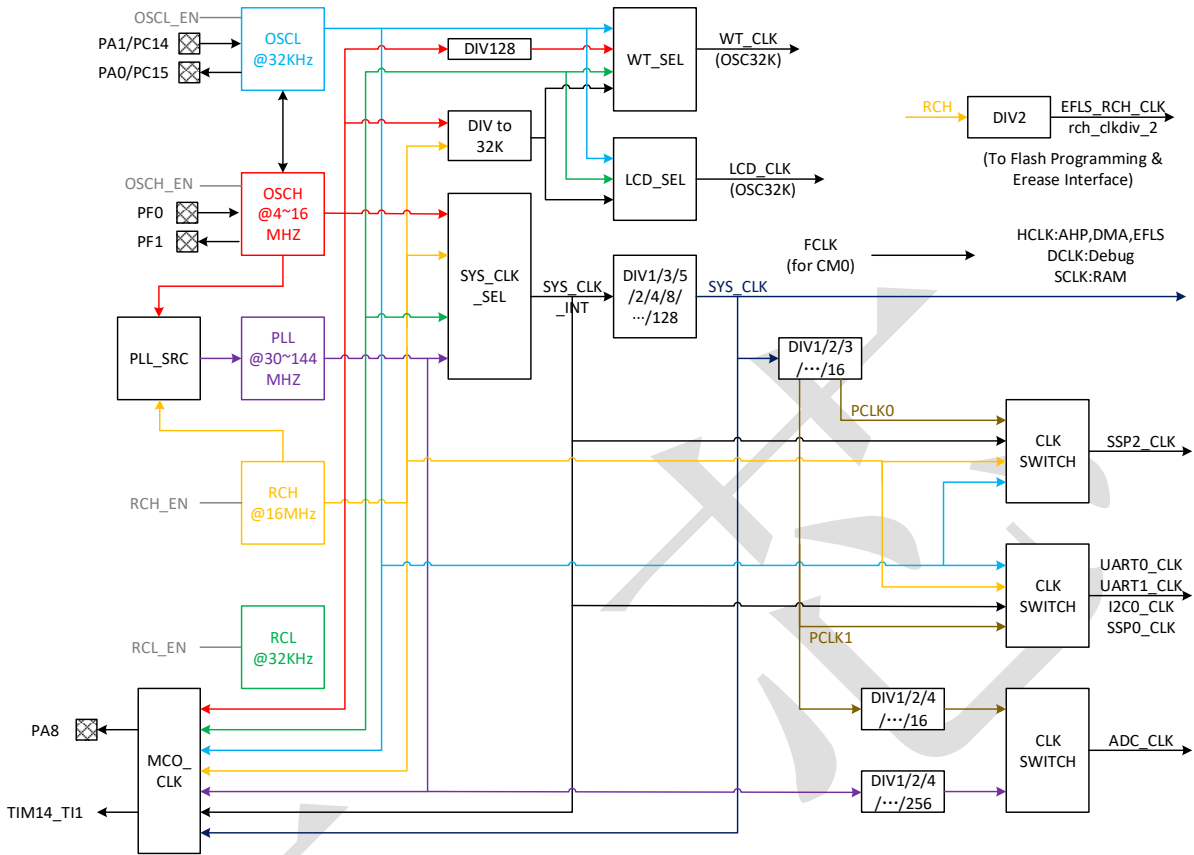 OSCL_EN
PA1/PC14
PA0/PC15
OSCL
@32KHz
DIV128
WT_SEL
WT_CLK
(OSC32K)
DIV to
32K
LCD_SEL
LCD_CLK
(OSC32K)
RCH
DIV2
EFLS_RCH_CLK
rch_clkdiv_2
(To Flash Programming &
Erease Interface)
OSCH_EN
PF0
PF1
OSCH
@4~16
MHZ
SYS_CLK
_SEL
SYS_CLK
_INT
DIV1/3/5
/2/4/8/
···/128
SYS_CLK
FCLK
(for CM0)
HCLK:AHP,DMA,EFLS
DCLK:Debug
SCLK:RAM
PLL_SRC
PLL
@30~144
MHZ
DIV1/2/3
/···/16
PCLK0
CLK
SWITCH
SSP2_CLK
RCH_EN
RCH
@16MHz
CLK
SWITCH
UART0_CLK
UART1_CLK
I2C0_CLK
SSP0_CLK
PCLK1
RCL_EN
RCL
@32KHz
PA8
TIM14_TI1
MCO_
CLK
DIV1/2/4
/···/16
DIV1/2/4
/···/256
CLK
SWITCH
ADC_CLK